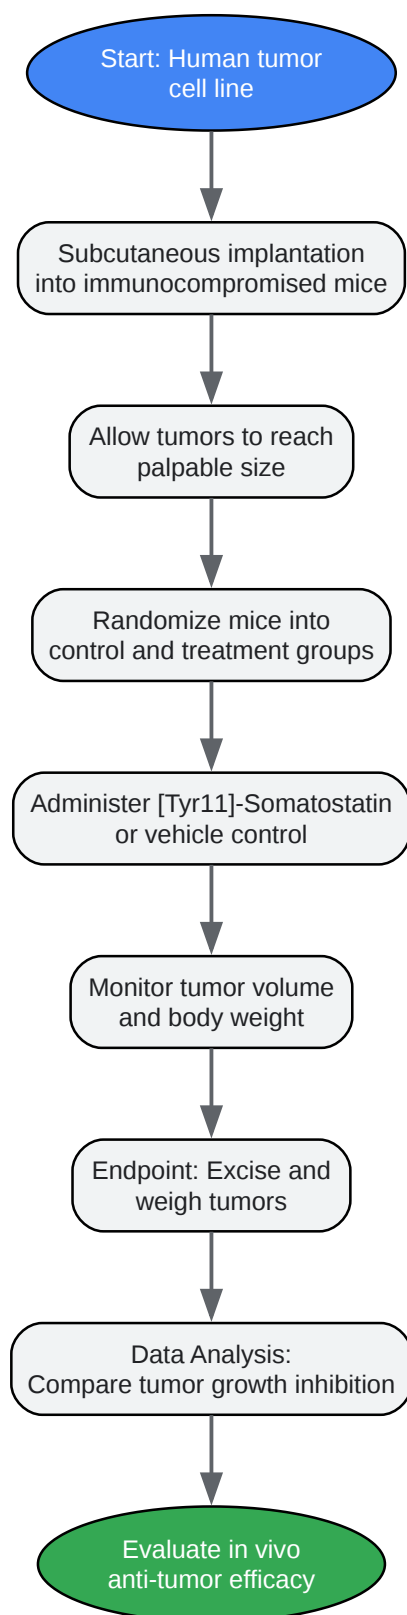 Start: Human tumor
cell line
Subcutaneous implantation
into immunocompromised mice
Allow tumors to reach
palpable size
Randomize mice into
control and treatment groups
Administer [Tyr11]-Somatostatin
or vehicle control
Monitor tumor volume
and body weight
Endpoint: Excise and
weigh tumors
Data Analysis:
Compare tumor growth inhibition
Evaluate in vivo
anti-tumor efficacy